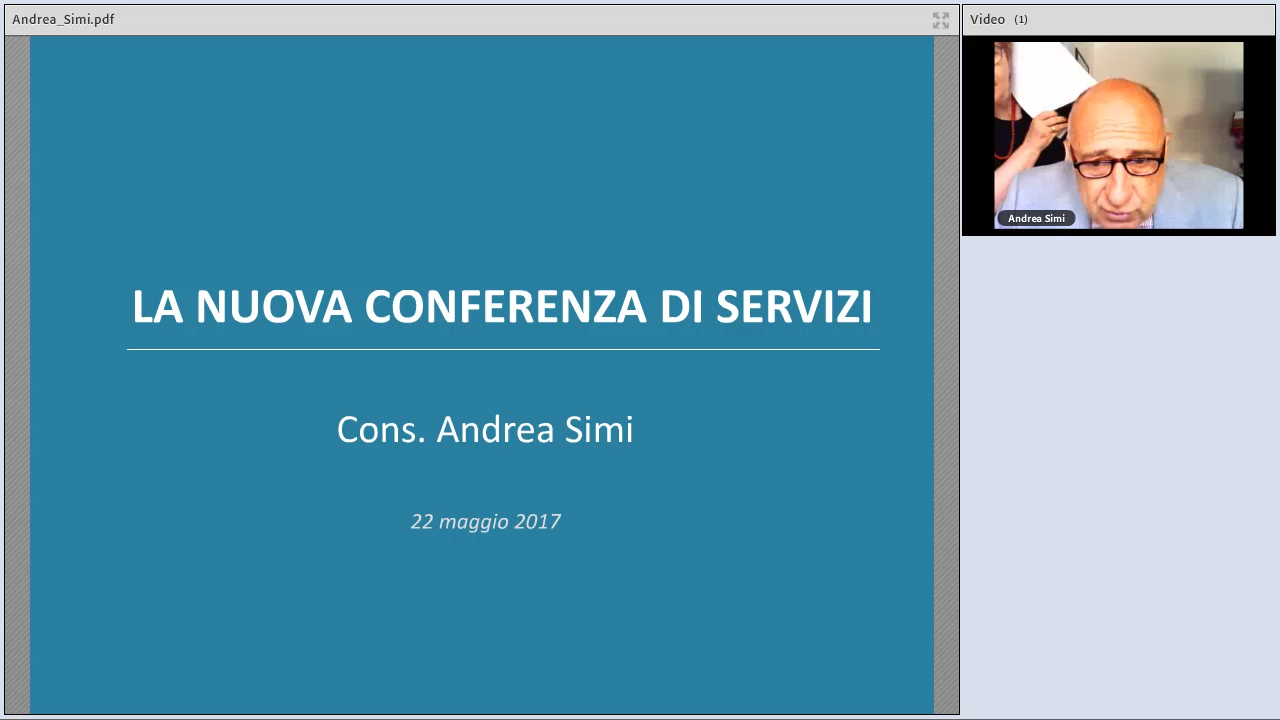 Andrea_Simi.pdf
Video (1)
Andrea Simi
LA NUOVA CONFERENZA DI SERVIZI
Cons. Andrea Simi
22 maggio 2017